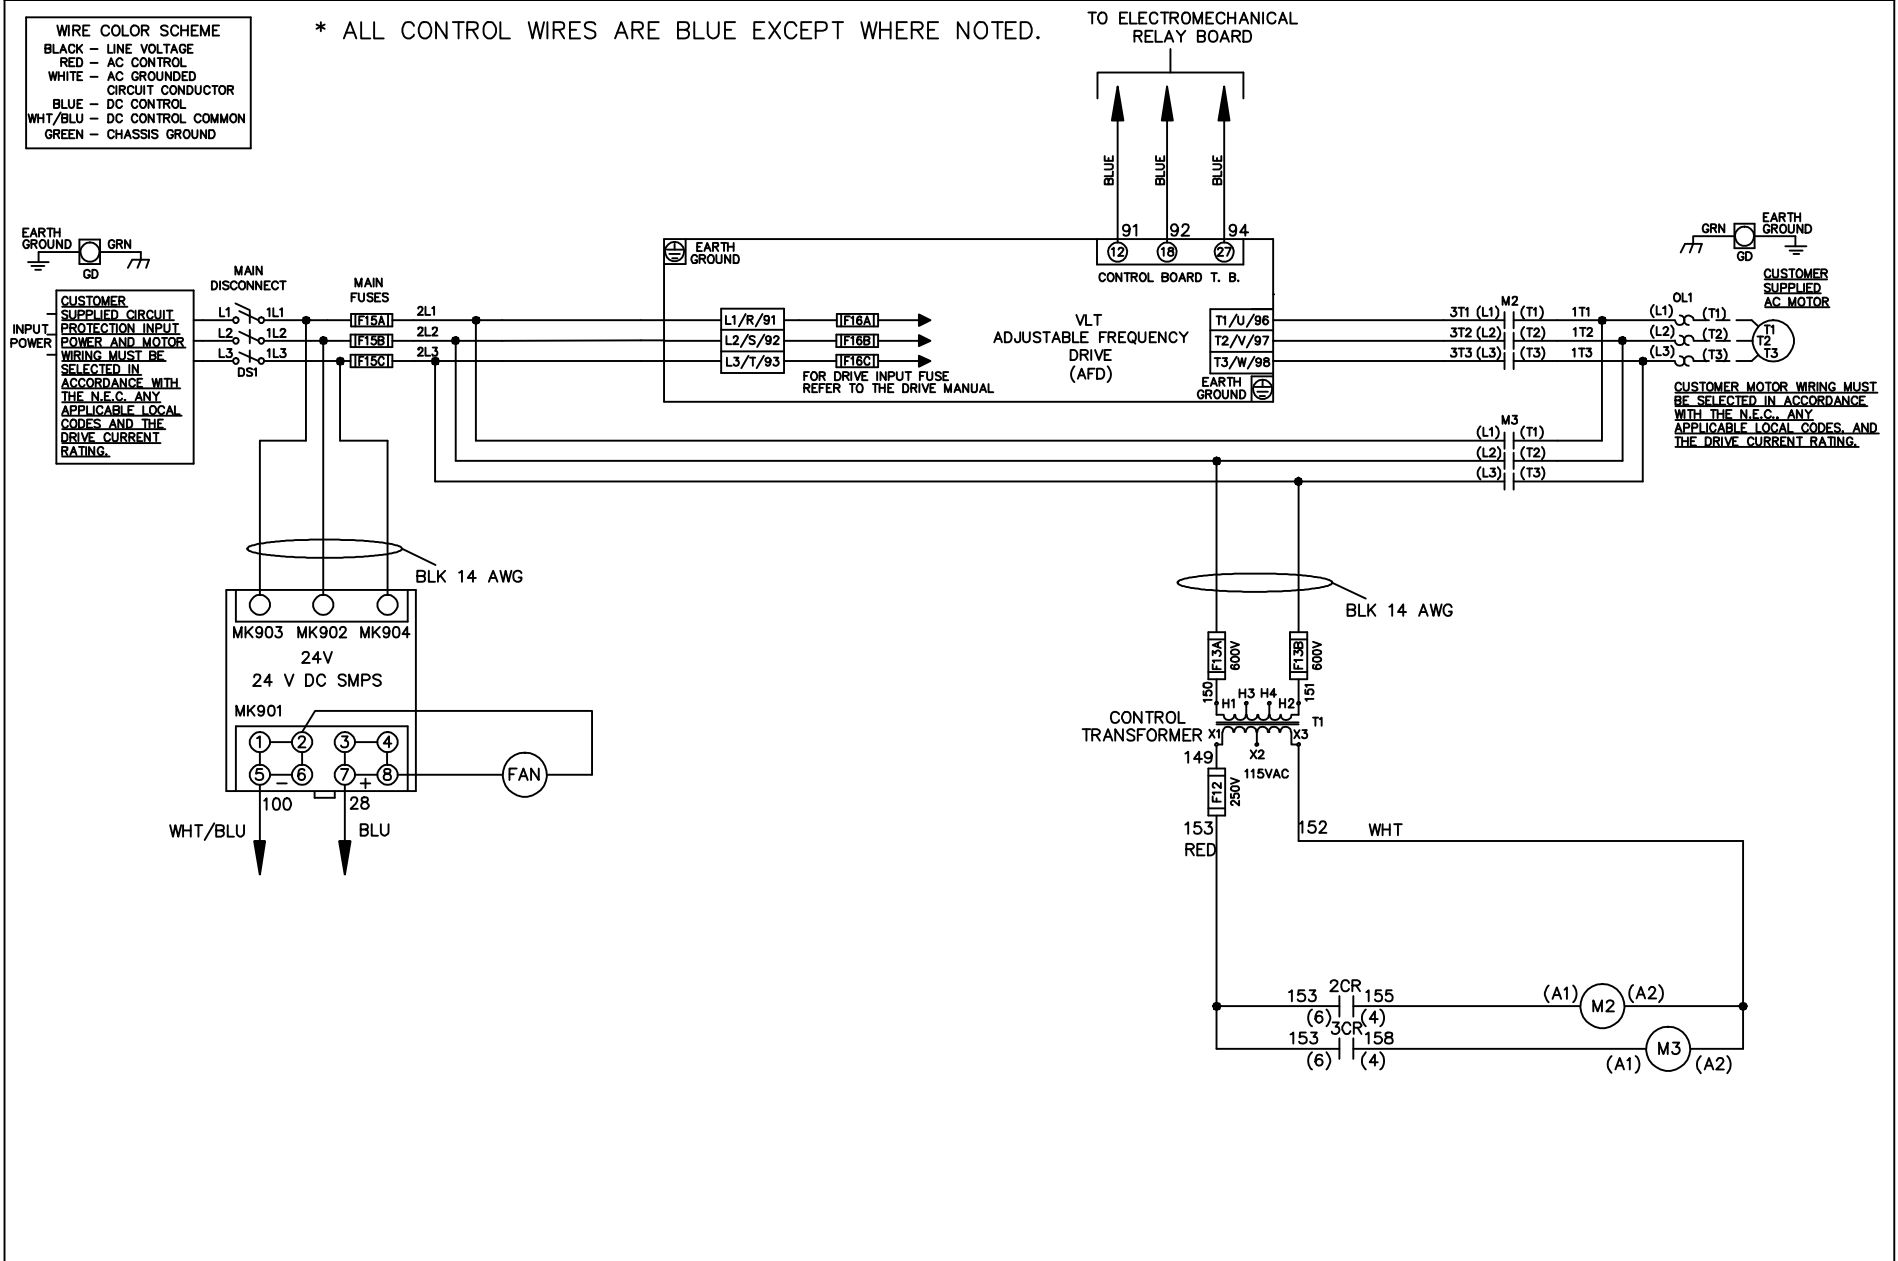 WIRE COLOR SCHEME
BLACK – LINE VOLTAGE
RED – AC CONTROL
WHITE – AC GROUNDED
CIRCUIT CONDUCTOR
BLUE – DC CONTROL
WHT/BLU – DC CONTROL COMMON
GREEN – CHASSIS GROUND
* ALL CONTROL WIRES ARE BLUE EXCEPT WHERE NOTED.
TO ELECTROMECHANICAL
RELAY BOARD
BLUE
BLUE
BLUE
91 92 94
12 18 27
CONTROL BOARD T. B.
EARTH
GROUND
GRN
GD
INPUT
POWER
CUSTOMER
SUPPLIED CIRCUIT
PROTECTION INPUT
POWER AND MOTOR
WIRING MUST BE
SELECTED IN
ACCORDANCE WITH
THE N.E.C. ANY
APPLICABLE LOCAL
CODES AND THE
DRIVE CURRENT
RATING.
MAIN
DISCONNECT
L1 1L1
L2 1L2
L3 1L3
DS1
MAIN
FUSES
F15A 2L1
F15B 2L2
F15C 2L3
EARTH
GROUND
L1/R/91
L2/S/92
L3/T/93
F16A
F16B
F16C
FOR DRIVE INPUT FUSE
REFER TO THE DRIVE MANUAL
VLT
ADJUSTABLE FREQUENCY
DRIVE
(AFD)
T1/U/96
T2/V/97
T3/W/98
EARTH
GROUND
M2
3T1 (L1) (T1) 1T1
3T2 (L2) (T2) 1T2
3T3 (L3) (T3) 1T3
M3
(L1) (T1)
(L2) (T2)
(L3) (T3)
OL1
(L1) (T1)
(L2) (T2)
(L3) (T3)
T1
T2
T3
GRN
GD
EARTH
GROUND
CUSTOMER
SUPPLIED
AC MOTOR
CUSTOMER MOTOR WIRING MUST
BE SELECTED IN ACCORDANCE
WITH THE N.E.C., ANY
APPLICABLE LOCAL CODES, AND
THE DRIVE CURRENT RATING.
BLK 14 AWG
MK903 MK902 MK904
24V
24 V DC SMPS
MK901
1 2 3 4
5 – 6 7 + 8
FAN
100 28
WHT/BLU BLU
BLK 14 AWG
F13A
600V
F13B
600V
150
151
H1 H3 H4 H2
T1
CONTROL
TRANSFORMER
X1 X2 X3
149
115VAC
F12
250V
153
RED
152 WHT
2CR
153 155
(6) (4)
(A1) M2 (A2)
3CR
153 158
(6) (4)
(A1) M3 (A2)